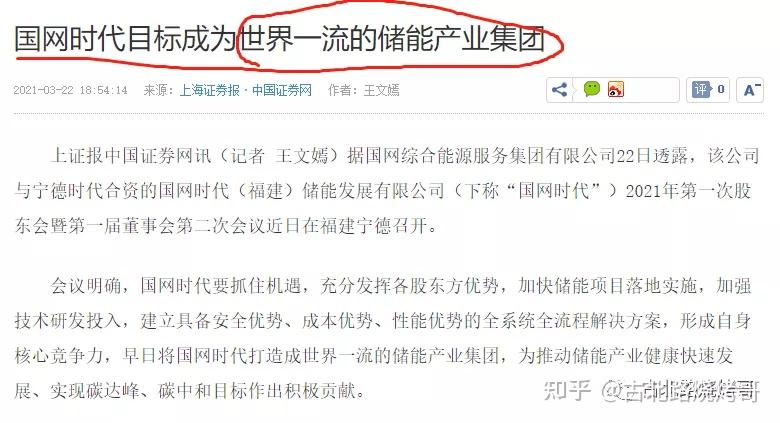 国网时代目标成为世界一流的储能产业集团
2021-03-22 18:54:14 来源：上海证券报·中国证券网 作者：王文嫣
评 0 A-
上证报中国证券网讯（记者 王文嫣）据国网综合能源服务集团有限公司22日透露，该公司
与宁德时代合资的国网时代（福建）储能发展有限公司（下称“国网时代”）2021年第一次股
东会暨第一届董事会第二次会议近日在福建宁德召开。
会议明确，国网时代要抓住机遇，充分发挥各股东方优势，加快储能项目落地实施，加强
技术研发投入，建立具备安全优势、成本优势、性能优势的全系统全流程解决方案，形成自身
核心竞争力，早日将国网时代打造成世界一流的储能产业集团，为推动储能产业健康快速发
展、实现碳达峰、碳中和目标作出积极贡献。
知乎 @古北路烧烤哥